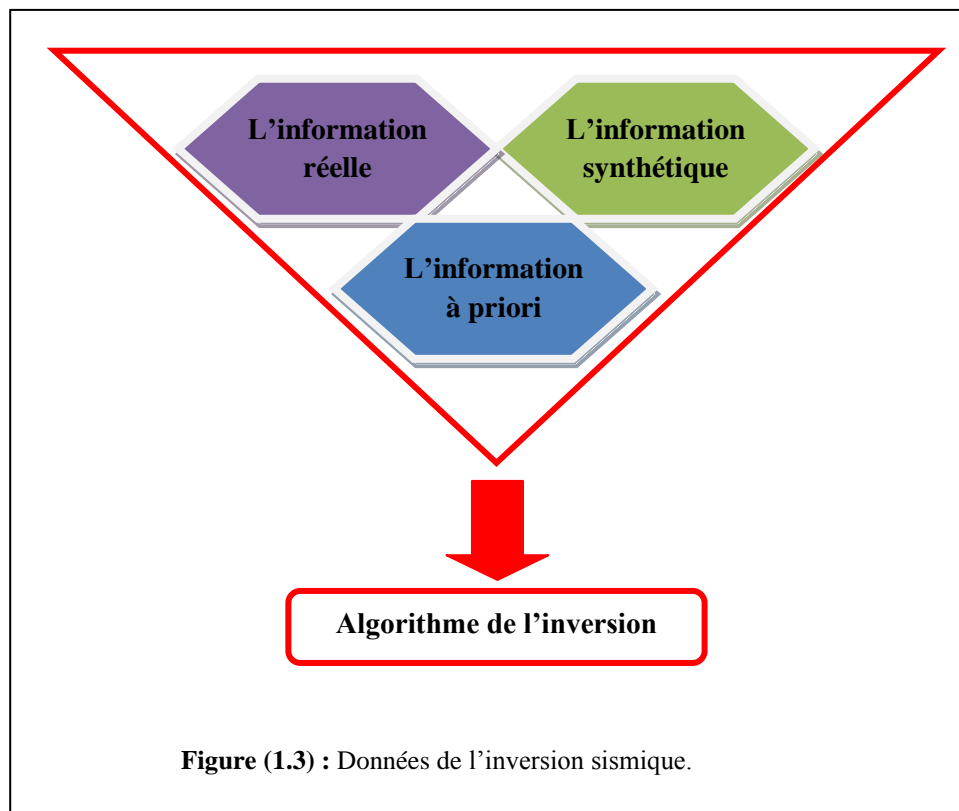 L’information
réelle
L’information
synthétique
L’information
à priori
Algorithme de l’inversion
Figure (1.3) : Données de l’inversion sismique.